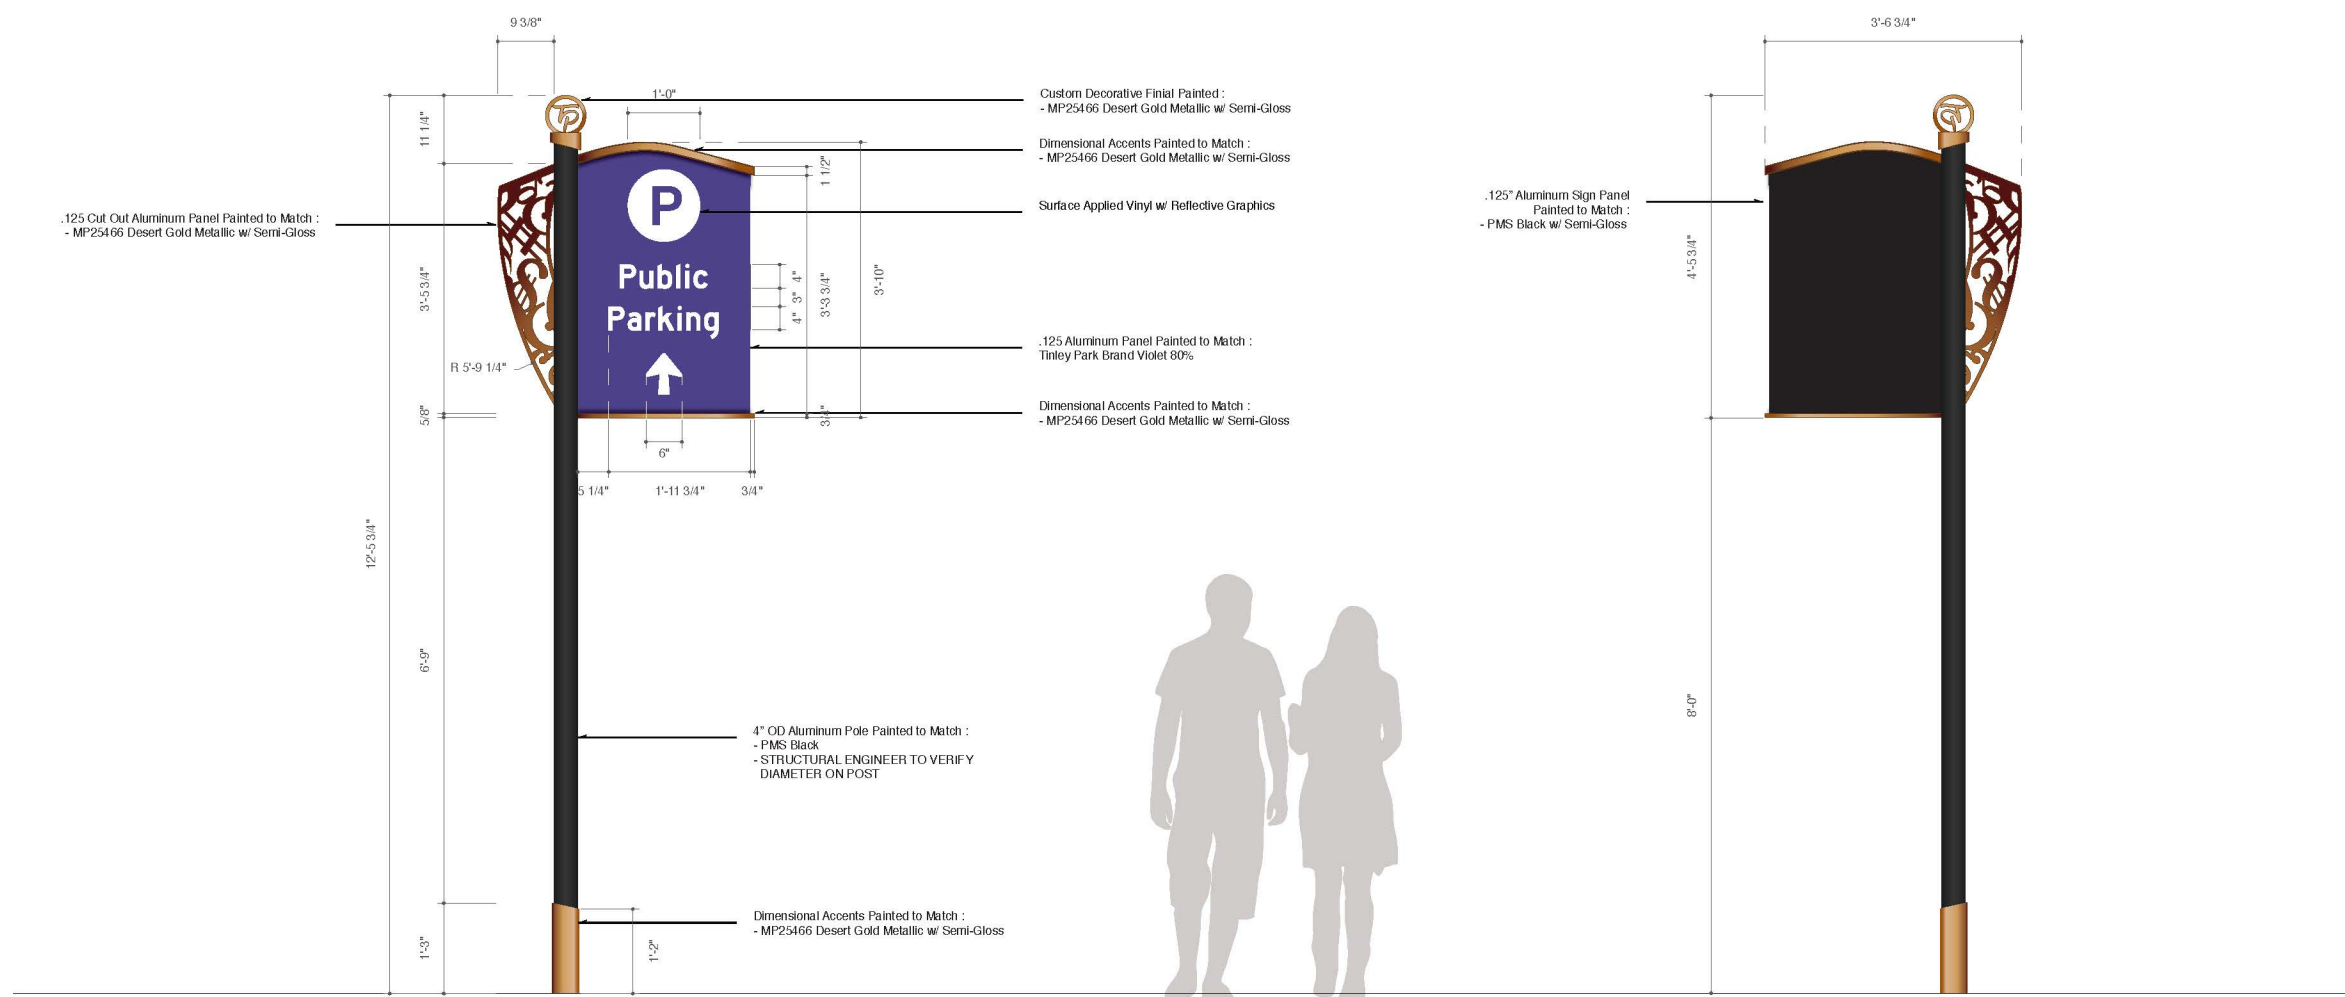 9 3/8"
3'-6 3/4"
1'-0"
11 1/4"
Custom Decorative Finial Painted :
- MP25466 Desert Gold Metallic w/ Semi-Gloss
Dimensional Accents Painted to Match :
- MP25466 Desert Gold Metallic w/ Semi-Gloss
1 1/2"
P
Surface Applied Vinyl w/ Reflective Graphics
.125" Aluminum Sign Panel
Painted to Match :
- PMS Black w/ Semi-Gloss
.125 Cut Out Aluminum Panel Painted to Match :
- MP25466 Desert Gold Metallic w/ Semi-Gloss
Public
Parking
3'-5 3/4"
4"
3"
4"
3'-3 3/4"
3'-10"
4'-5 3/4"
.125 Aluminum Panel Painted to Match :
Tinley Park Brand Violet 80%
R 5'-9 1/4"
5/8"
3/4"
Dimensional Accents Painted to Match :
- MP25466 Desert Gold Metallic w/ Semi-Gloss
6"
5 1/4"
1'-11 3/4"
3/4"
12'-5 3/4"
6'-9"
8'-0"
4" OD Aluminum Pole Painted to Match :
- PMS Black
- STRUCTURAL ENGINEER TO VERIFY
DIAMETER ON POST
Dimensional Accents Painted to Match :
- MP25466 Desert Gold Metallic w/ Semi-Gloss
1'-3"
1'-2"